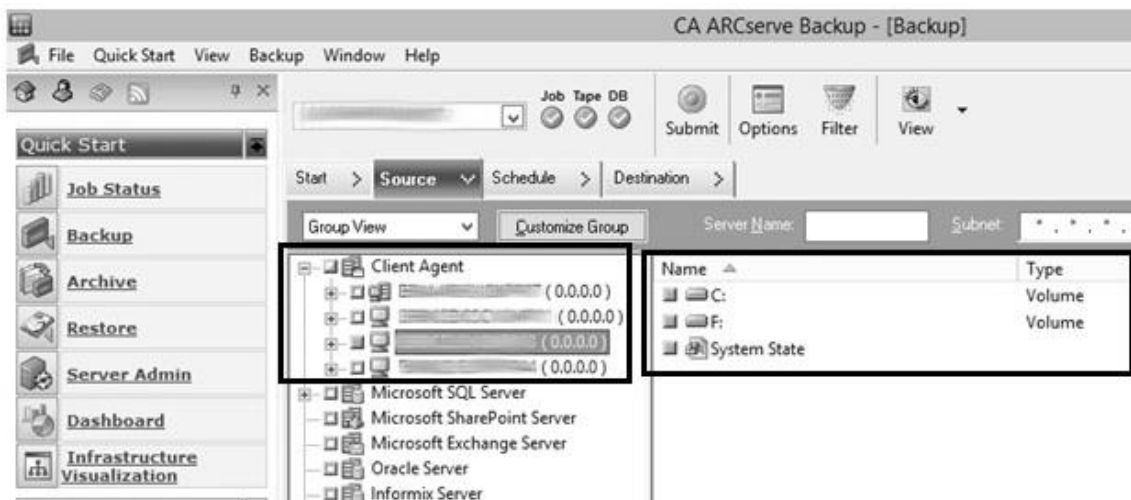 CA ARCserve Backup - [Backup]
File Quick Start View Backup Window Help
Job Tape DB
Submit Options Filter View
Quick Start
Job Status
Backup
Archive
Restore
Server Admin
Dashboard
Infrastructure
Visualization
Start > Source Schedule > Destination >
Group View Customize Group Server Name: Subnet:
Client Agent
( 0.0.0.0 )
( 0.0.0.0 )
( 0.0.0.0 )
( 0.0.0.0 )
Microsoft SQL Server
Microsoft SharePoint Server
Microsoft Exchange Server
Oracle Server
Informix Server
Name Type
C: Volume
F: Volume
System State